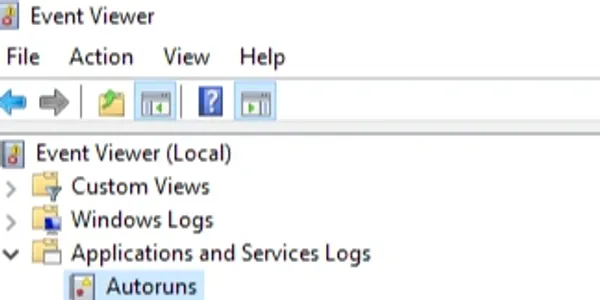 Event Viewer
File Action View Help
Event Viewer (Local)
Custom Views
Windows Logs
Applications and Services Logs
Autoruns